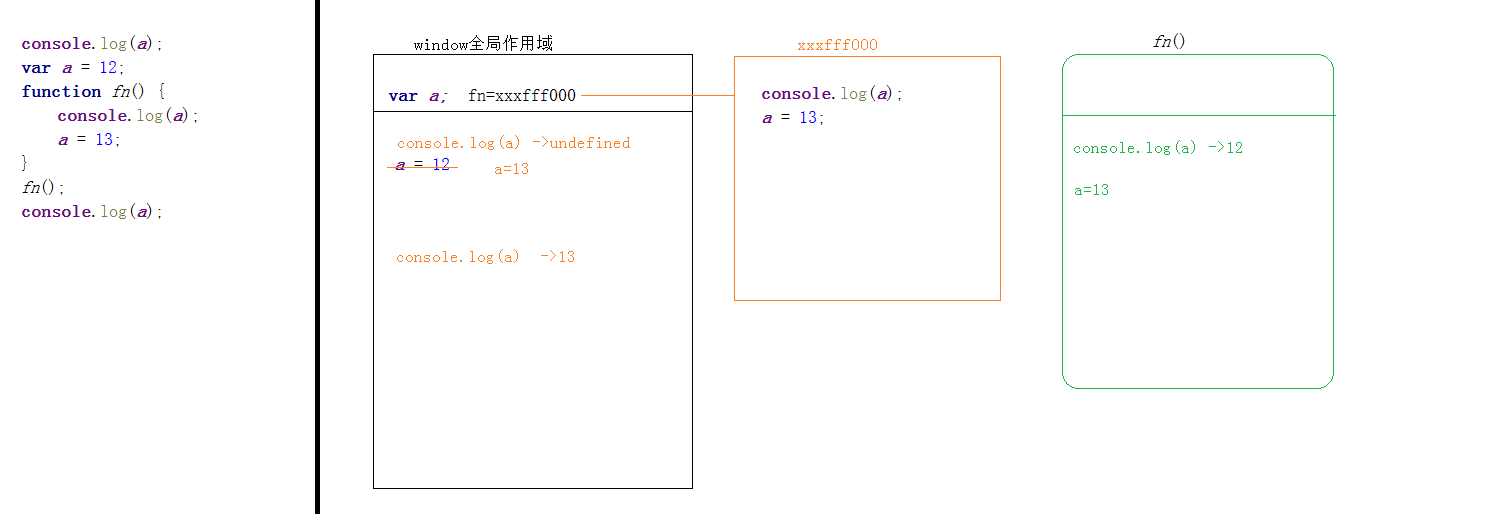 console.log(a);
var a = 12;
function fn() {
    console.log(a);
    a = 13;
}
fn();
console.log(a);
window全局作用域
var a;  fn=xxxfff000
console.log(a) ->undefined
a = 12
a=13
console.log(a)  ->13
xxxfff000
console.log(a);
a = 13;
fn()
console.log(a) ->12
a=13